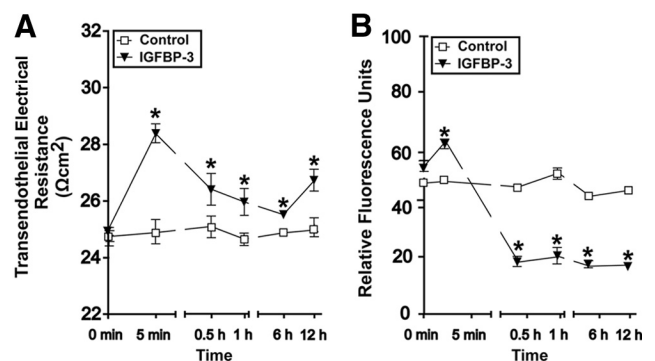 A
Transendothelial Electrical
Resistance
(Ωcm²)
32
30
28
26
24
22
Control
IGFBP-3
*
*
*
*
*
0 min 5 min 0.5 h 1 h 6 h 12 h
Time
B
Relative Fluorescence Units
100
80
60
40
20
0
Control
IGFBP-3
*
*
*
*
*
0 min 5 min 0.5 h 1 h 6 h 12 h
Time